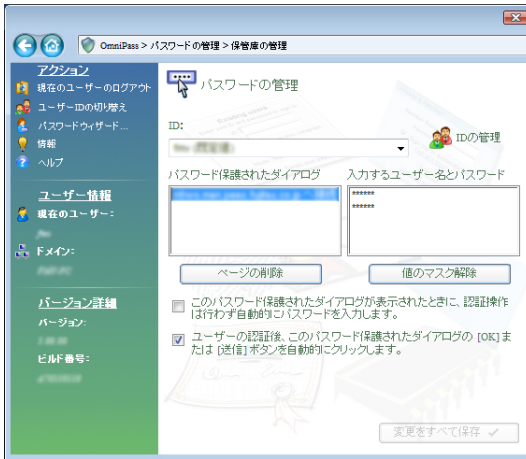 OmniPass > パスワードの管理 > 保管庫の管理
アクション
現在のユーザーのログアウト
ユーザーIDの切り替え
パスワードウィザード...
情報
ヘルプ
ユーザー情報
現在のユーザー:
ドメイン:
バージョン詳細
バージョン:
ビルド番号:
パスワードの管理
ID:
IDの管理
パスワード保護されたダイアログ
入力するユーザー名とパスワード
******
******
ページの削除
値のマスク解除
このパスワード保護されたダイアログが表示されたときに、認証操作
は行わず自動的にパスワードを入力します。
ユーザーの認証後、このパスワード保護されたダイアログの [OK]ま
たは [送信] ボタンを自動的にクリックします。
変更をすべて保存